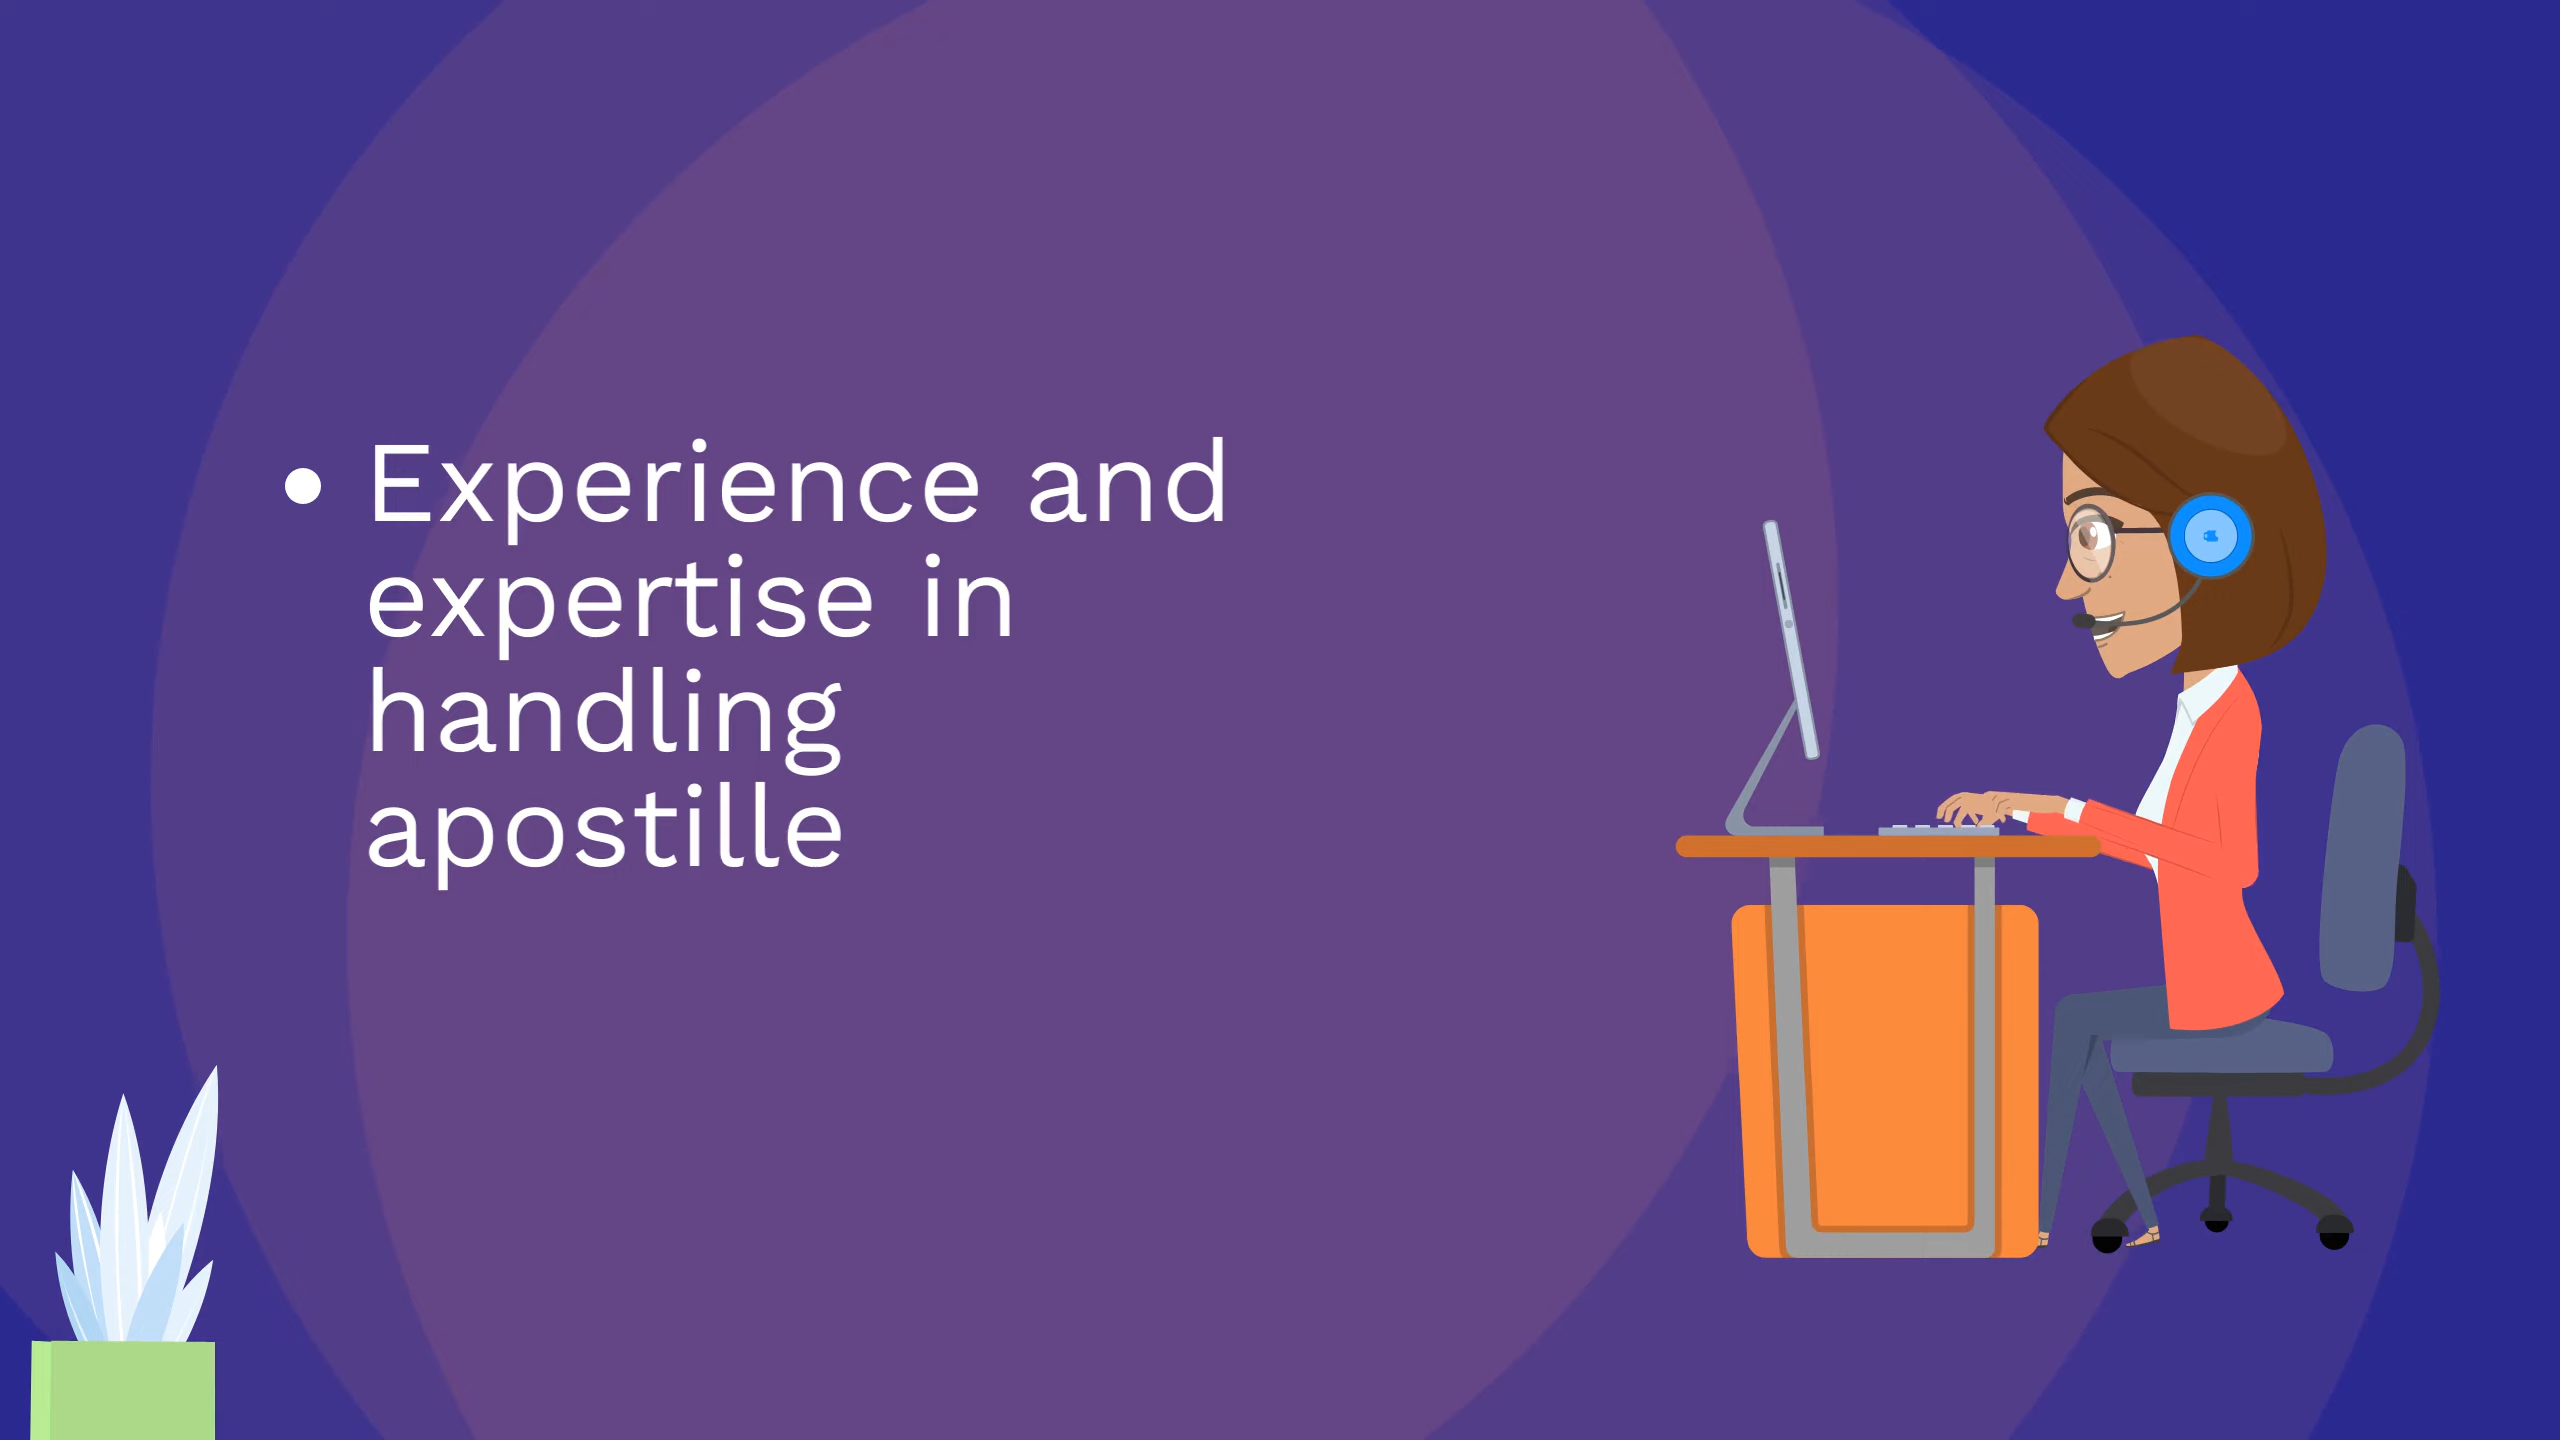 • Experience and
expertise in
handling
apostille